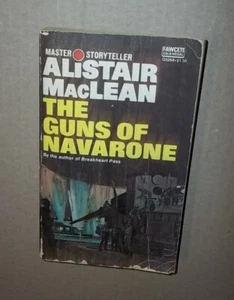 MASTER STORYTELLER
FAWCETT
ALISTAIR
MACLEAN
THE
GUNS OF
NAVARONE
By the author of Breakheart Pass